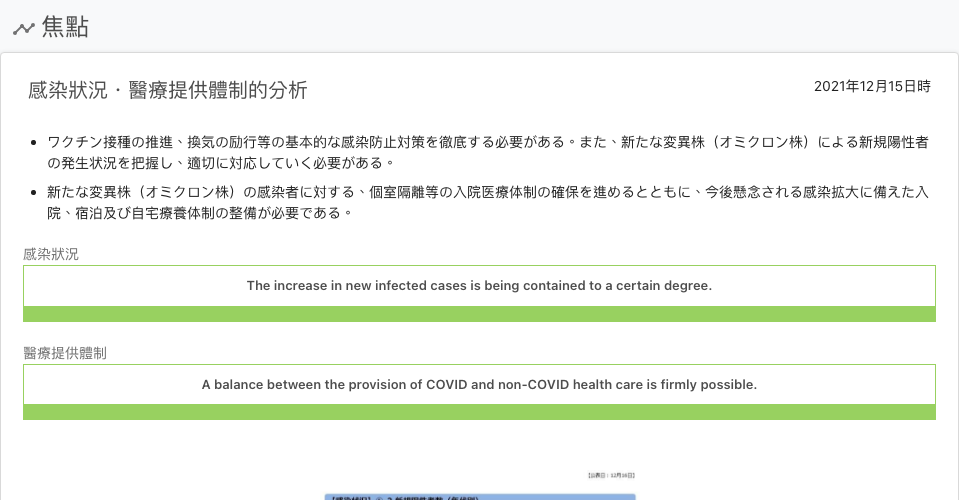 焦點
感染狀況・醫療提供體制的分析
2021年12月15日時
ワクチン接種の推進、換気の励行等の基本的な感染防止対策を徹底する必要がある。また、新たな変異株（オミクロン株）による新規陽性者
の発生状況を把握し、適切に対応していく必要がある。
新たな変異株（オミクロン株）の感染者に対する、個室隔離等の入院医療体制の確保を進めるとともに、今後懸念される感染拡大に備えた入
院、宿泊及び自宅療養体制の整備が必要である。
感染狀況
The increase in new infected cases is being contained to a certain degree.
醫療提供體制
A balance between the provision of COVID and non-COVID health care is firmly possible.